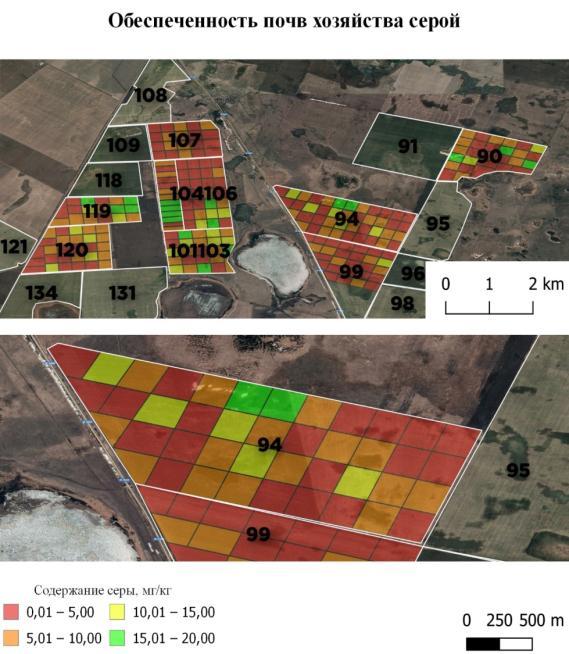 Обеспеченность почв хозяйства серой
108
109
107
118
104106
119
120
101103
121
134
131
91
90
94
95
99
96
98
0 1 2 km
94
95
99
Содержание серы, мг/кг
0,01 – 5,00
10,01 – 15,00
5,01 – 10,00
15,01 – 20,00
0 250 500 m